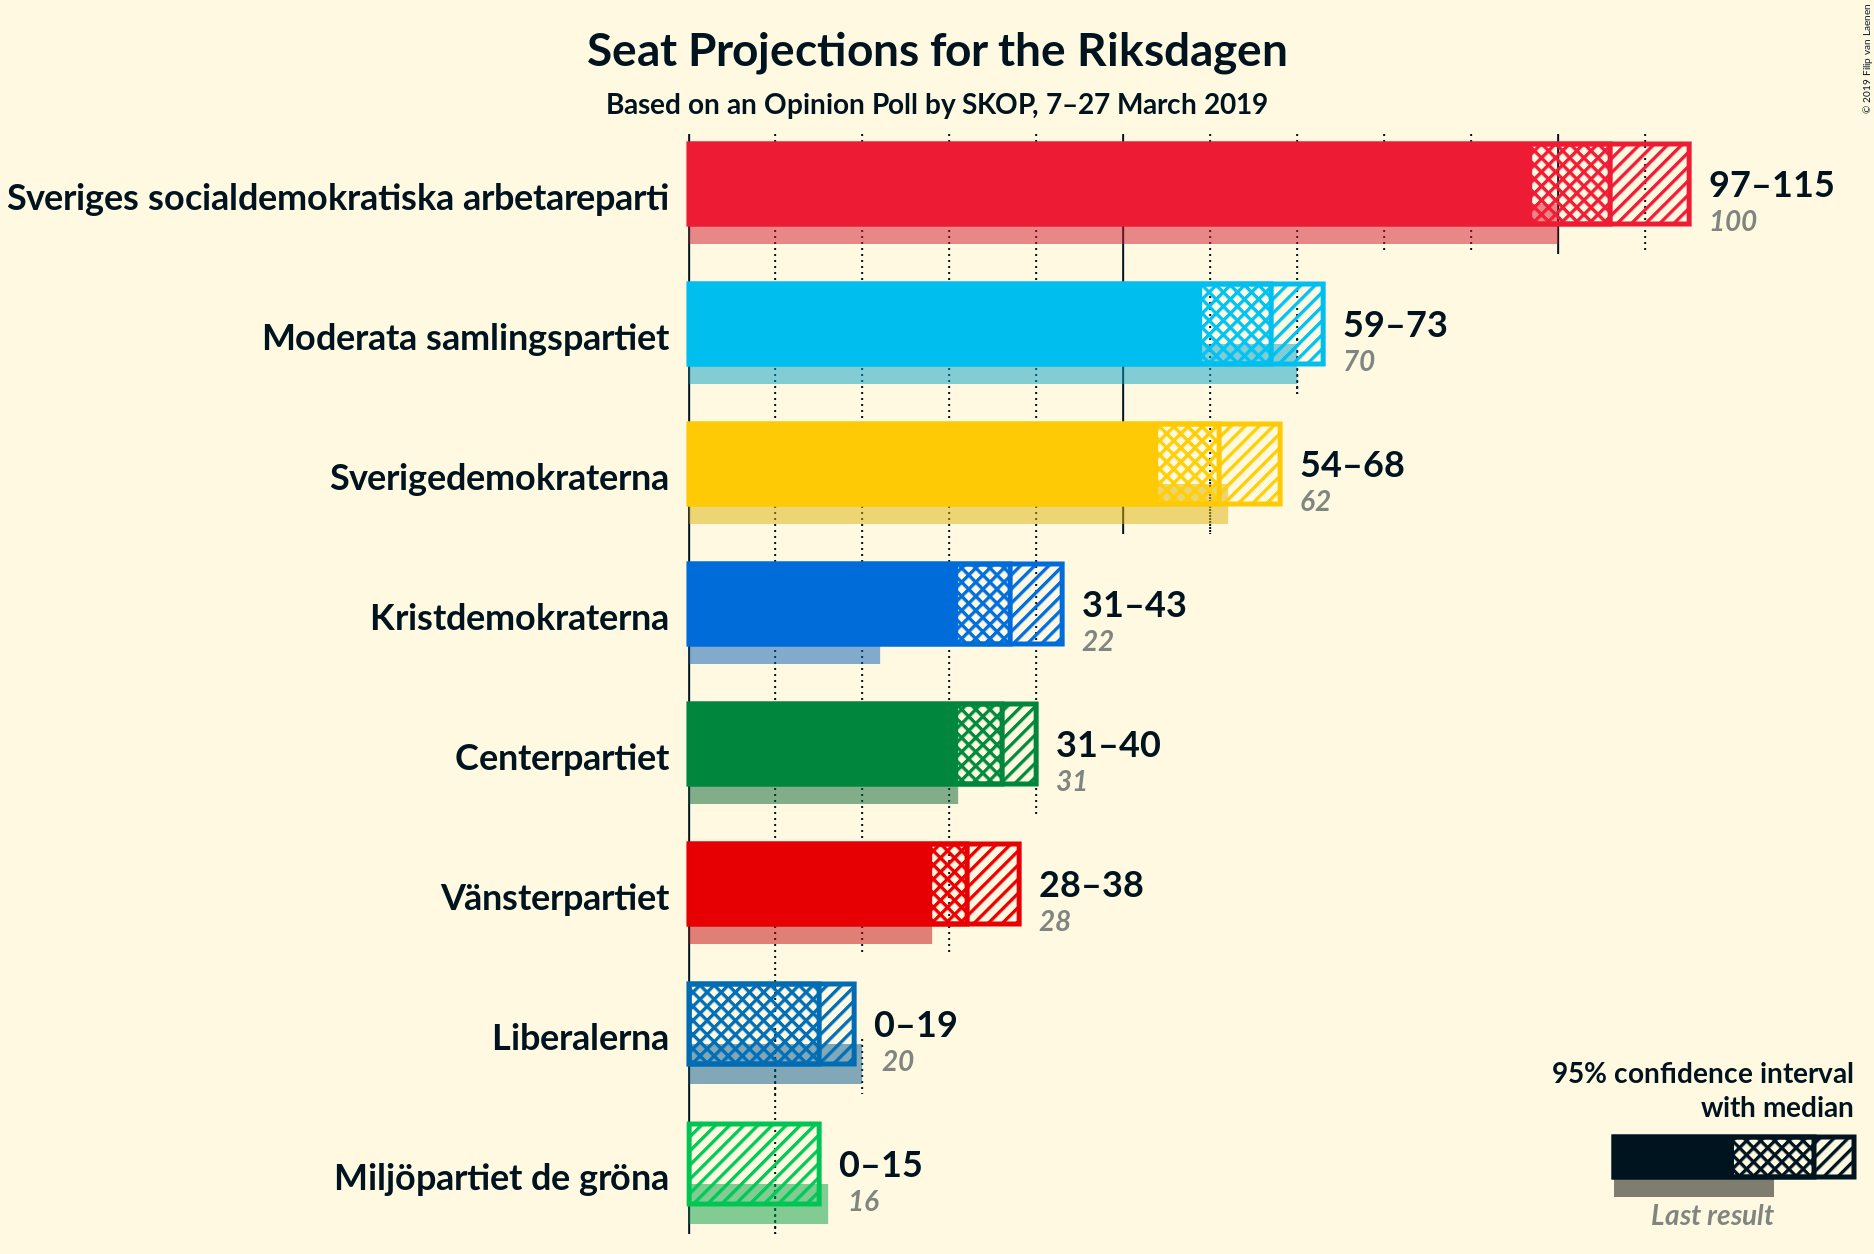 Seat Projections for the Riksdagen
Based on an Opinion Poll by SKOP, 7–27 March 2019
© 2019 Filip van Laenen
Sveriges socialdemokratiska arbetareparti
97–115
100
Moderata samlingspartiet
59–73
70
Sverigedemokraterna
54–68
62
Kristdemokraterna
31–43
22
Centerpartiet
31–40
31
Vänsterpartiet
28–38
28
Liberalerna
0–19
20
Miljöpartiet de gröna
0–15
16
95% confidence interval
with median
Last result